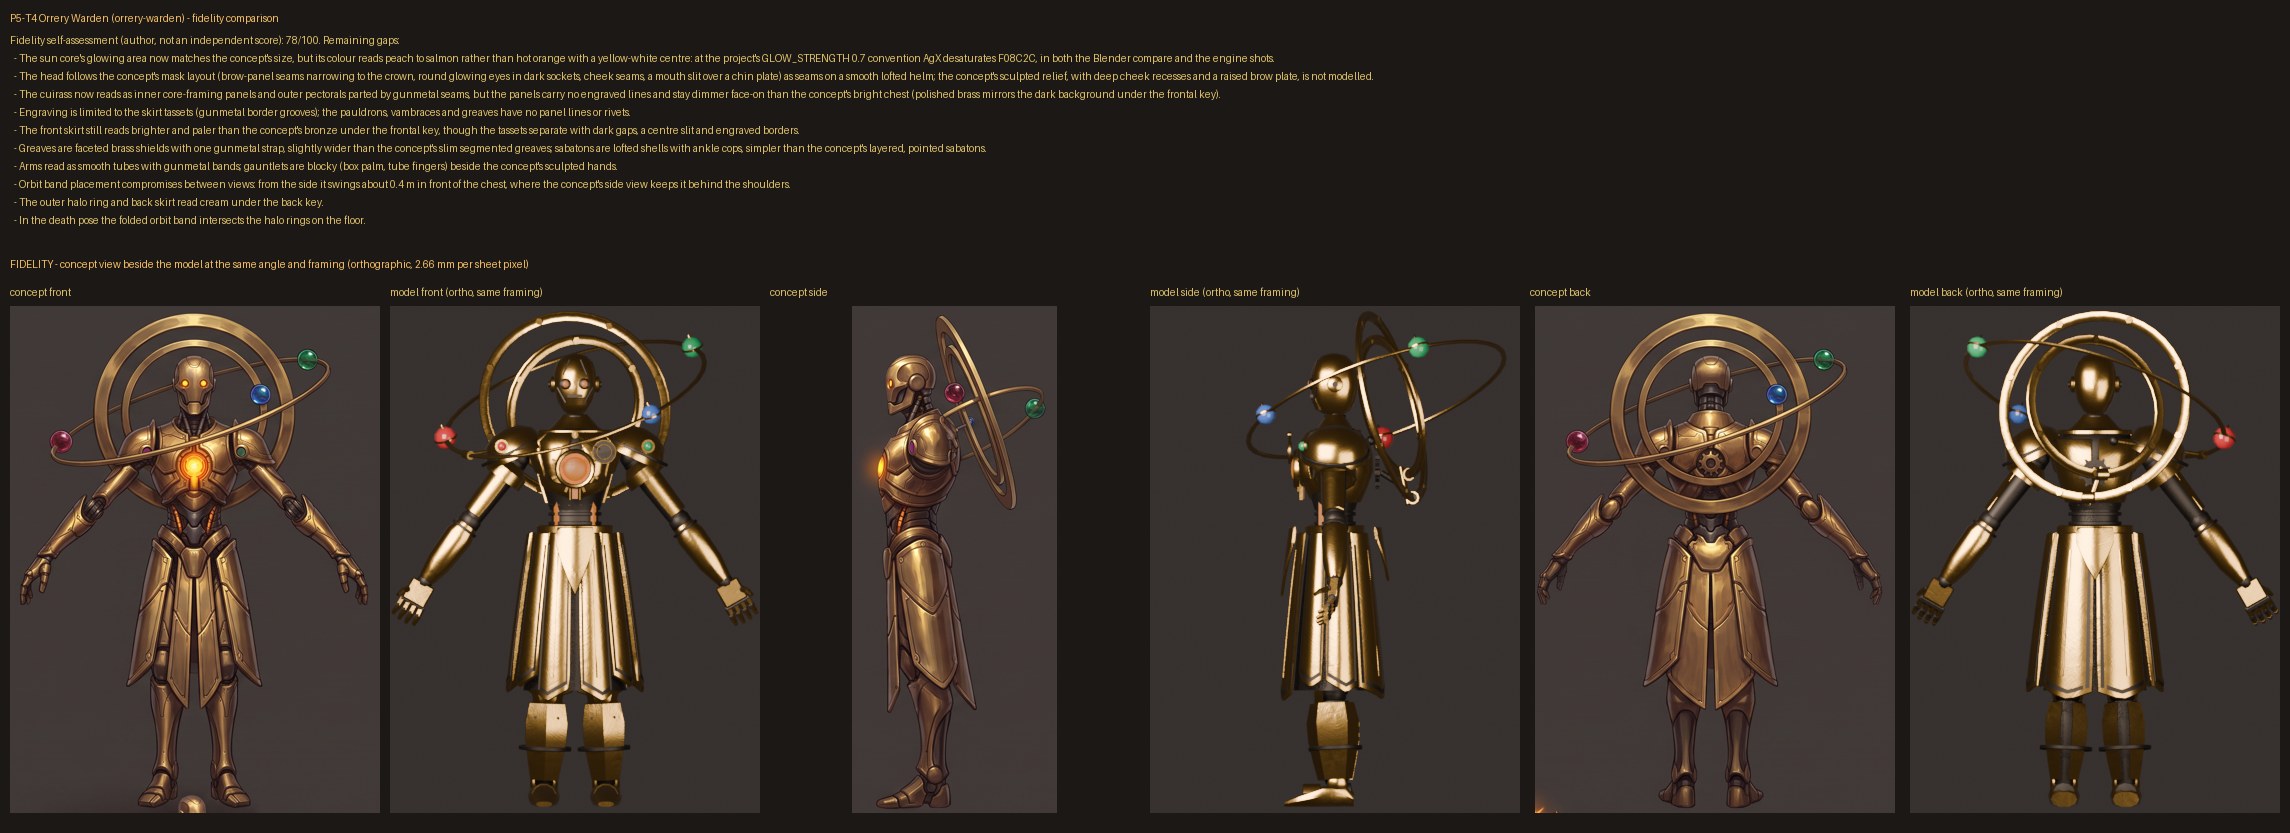 P5-T4 Orrery Warden (orrery-warden) - fidelity comparison
Fidelity self-assessment (author, not an independent score): 78/100. Remaining gaps:
- The sun core's glowing area now matches the concept's size, but its colour reads peach to salmon rather than hot orange with a yellow-white centre: at the project's GLOW_STRENGTH 0.7 convention AgX desaturates F08C2C, in both the Blender compare and the engine shots.
- The head follows the concept's mask layout (brow-panel seams narrowing to the crown, round glowing eyes in dark sockets, cheek seams, a mouth slit over a chin plate) as seams on a smooth lofted helm; the concept's sculpted relief, with deep cheek recesses and a raised brow plate, is not modelled.
- The cuirass now reads as inner core-framing panels and outer pectorals parted by gunmetal seams, but the panels carry no engraved lines and stay dimmer face-on than the concept's bright chest (polished brass mirrors the dark background under the frontal key).
- Engraving is limited to the skirt tassets (gunmetal border grooves); the pauldrons, vambraces and greaves have no panel lines or rivets.
- The front skirt still reads brighter and paler than the concept's bronze under the frontal key, though the tassets separate with dark gaps, a centre slit and engraved borders.
- Greaves are faceted brass shields with one gunmetal strap, slightly wider than the concept's slim segmented greaves; sabatons are lofted shells with ankle cops, simpler than the concept's layered, pointed sabatons.
- Arms read as smooth tubes with gunmetal bands; gauntlets are blocky (box palm, tube fingers) beside the concept's sculpted hands.
- Orbit band placement compromises between views: from the side it swings about 0.4 m in front of the chest, where the concept's side view keeps it behind the shoulders.
- The outer halo ring and back skirt read cream under the back key.
- In the death pose the folded orbit band intersects the halo rings on the floor.
FIDELITY - concept view beside the model at the same angle and framing (orthographic, 2.66 mm per sheet pixel)
concept front
model front (ortho, same framing)
concept side
model side (ortho, same framing)
concept back
model back (ortho, same framing)